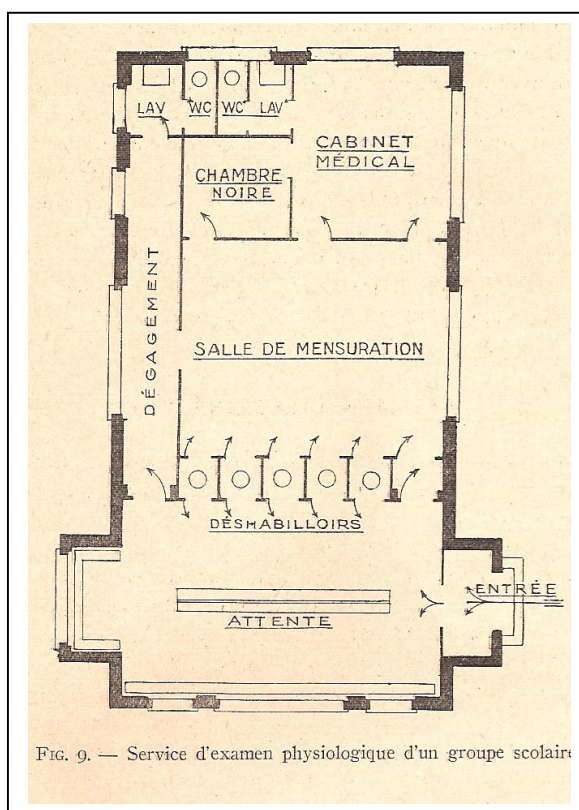 LAV WC WC LAV
CABINET
MÉDICAL
CHAMBRE
NOIRE
DÉGAGEMENT
SALLE DE MENSURATION
DÉSHABILLOIRS
ENTRÉE
ATTENTE
FIG. 9. — Service d'examen physiologique d'un groupe scolaire